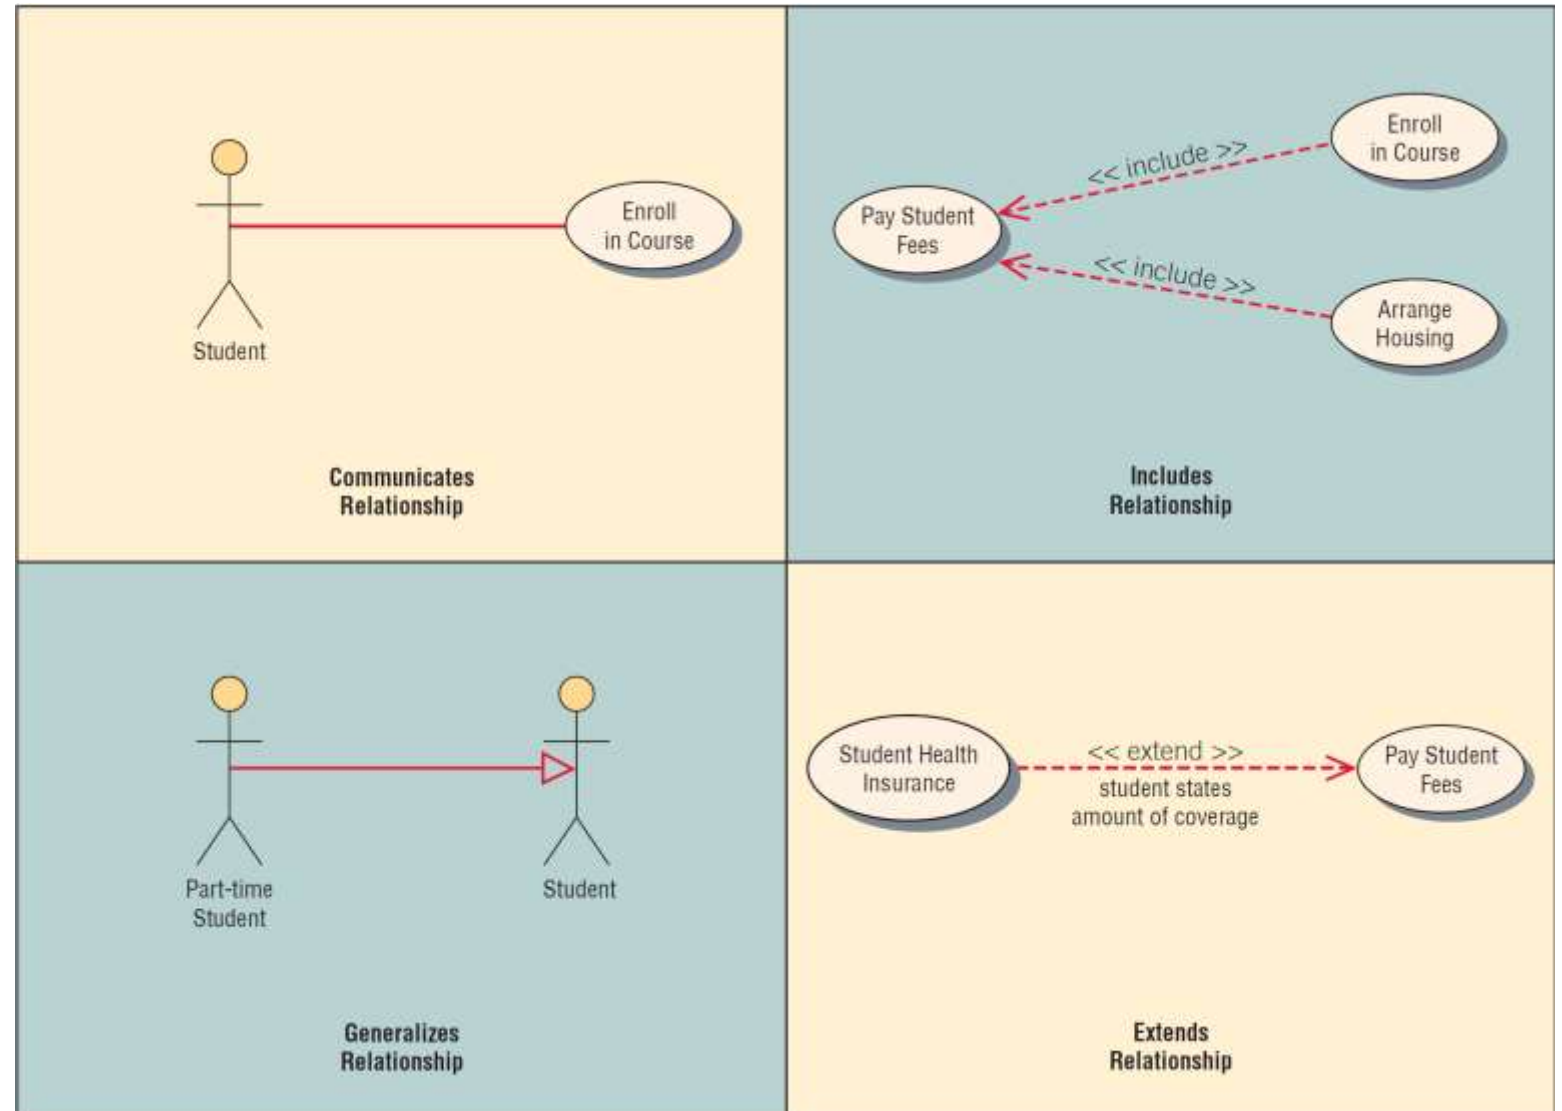 Enroll
in Course
Student
Communicates
Relationship
Enroll
in Course
<< include >>
Pay Student
Fees
<< include >>
Arrange
Housing
Includes
Relationship
Part-time
Student
Student
Generalizes
Relationship
Student Health
Insurance
<< extend >>
student states
amount of coverage
Pay Student
Fees
Extends
Relationship